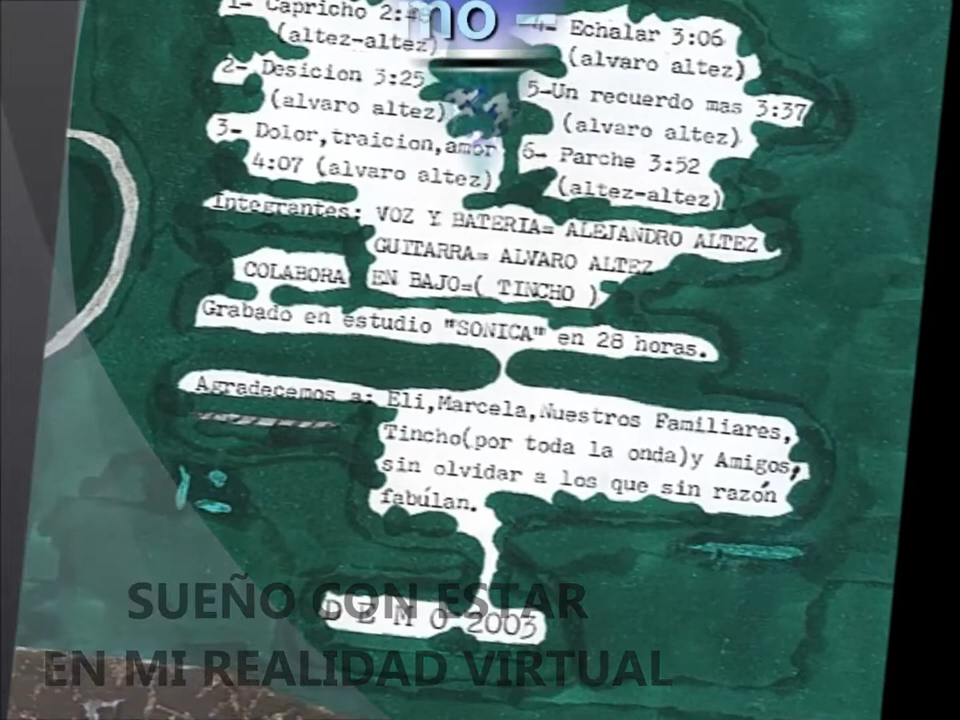 mo –
1- Capricho 2:4
(altez-altez)
2- Desicion 3:25
(alvaro altez)
3- Dolor,traicion,amor
4:07 (alvaro altez)
4- Echalar 3:06
(alvaro altez)
5-Un recuerdo mas 3:37
(alvaro altez)
6- Parche 3:52
(altez-altez)
Integrantes: VOZ Y BATERIA= ALEJANDRO ALTEZ
GUITARRA= ALVARO ALTEZ
COLABORA EN BAJO=( TINCHO )
Grabado en estudio "SONICA" en 28 horas.
Agradecemos a: Eli,Marcela,Nuestros Familiares,
Tincho(por toda la onda)y Amigos,
sin olvidar a los que sin razón
fabúlan.
D E M O 2003
SUEÑO CON ESTAR
EN MI REALIDAD VIRTUAL